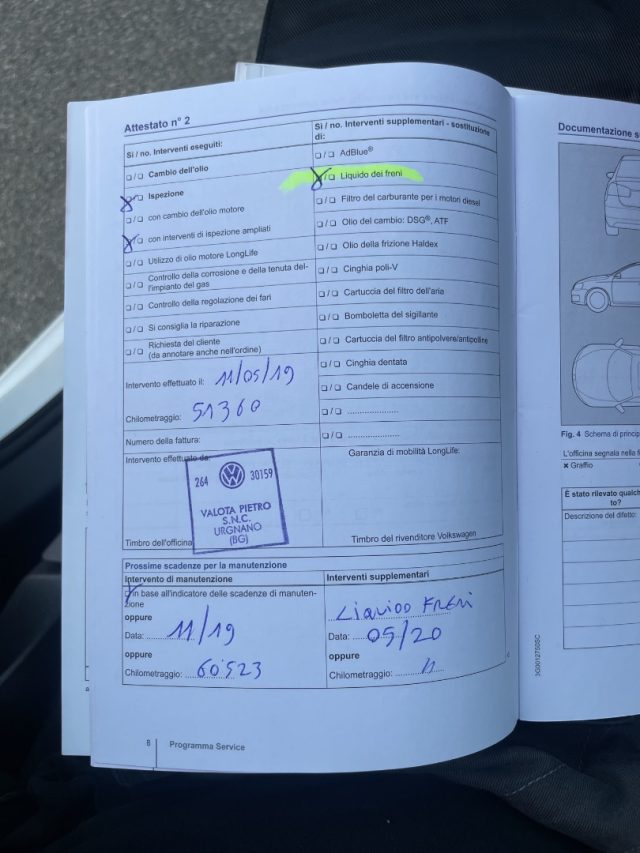 Attestato n° 2
Si / no. Interventi eseguiti:
❑/❑ Cambio dell'olio
❑/❑ Ispezione
❑/❑ con cambio dell'olio motore
❑/❑ con interventi di ispezione ampliati
❑/❑ Utilizzo di olio motore LongLife
❑/❑ Controllo della corrosione e della tenuta del-
l'impianto del gas
❑/❑ Controllo della regolazione dei fari
❑/❑ Si consiglia la riparazione
❑/❑ Richiesta del cliente
(da annotare anche nell'ordine)
Intervento effettuato il: 11/05/19
Chilometraggio: 51360
Numero della fattura:
Intervento effettuato da:
264 30159
VALOTA PIETRO
S.N.C.
URGNANO
(BG)
Timbro dell'officina
Si / no. Interventi supplementari - sostituzione
di:
❑/❑ AdBlue®
❑/❑ Liquido dei freni
❑/❑ Filtro del carburante per i motori diesel
❑/❑ Olio del cambio: DSG®, ATF
❑/❑ Olio della frizione Haldex
❑/❑ Cinghia poli-V
❑/❑ Cartuccia del filtro dell'aria
❑/❑ Bomboletta del sigillante
❑/❑ Cartuccia del filtro antipolvere/antipolline
❑/❑ Cinghia dentata
❑/❑ Candele di accensione
❑/❑ ....................
❑/❑ ....................
Garanzia di mobilità LongLife:
Timbro del rivenditore Volkswagen
Prossime scadenze per la manutenzione
Intervento di manutenzione
❑ in base all'indicatore delle scadenze di manuten-
zione
oppure
Data: 11/19
oppure
Chilometraggio: 60523
Interventi supplementari
LIQUIDO FRENI
Data: 05/20
oppure
Chilometraggio: //
8 Programma Service
Documentazione
Fig. 4 Schema di princip
L'officina segnala nella
× Graffio
È stato rilevato qualch
to?
Descrizione del difetto: